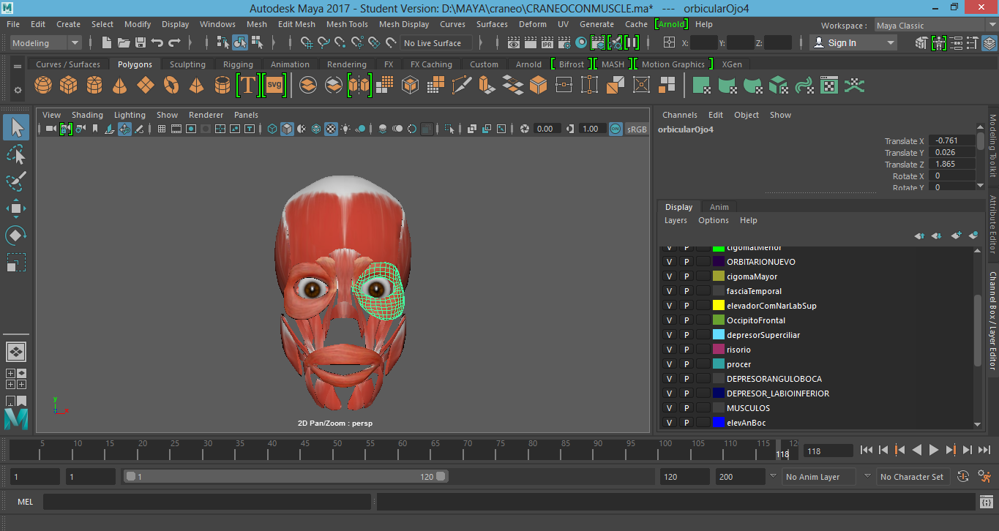 Autodesk Maya 2017 - Student Version: D:\MAYA\craneo\CRANEOCONMUSCLE.ma* --- orbicularOjo4
File Edit Create Select Modify Display Windows Mesh Edit Mesh Mesh Tools Mesh Display Curves Surfaces Deform UV Generate Cache [Arnold] Help Workspace : Maya Classic
Modeling No Live Surface IPR X: Y: Z: Sign In
Curves / Surfaces Polygons Sculpting Rigging Animation Rendering FX FX Caching Custom Arnold [ Bifrost ] [ MASH ] [ Motion Graphics ] XGen
T svg
View Shading Lighting Show Renderer Panels
0.00 1.00 ON sRGB
2D Pan/Zoom : persp
y
x
Channels Edit Object Show
orbicularOjo4
Translate X -0.761
Translate Y 0.026
Translate Z 1.865
Rotate X 0
Rotate Y 0
Display Anim
Layers Options Help
V P cigomatMenor
V P ORBITARIONUEVO
V P cigomaMayor
V P fasciaTemporal
V P elevadorComNarLabSup
V P OccipitoFrontal
V P depresorSuperciliar
V P risorio
V P procer
V P DEPRESORANGULOBOCA
V P DEPRESOR_LABIOINFERIOR
V P MUSCULOS
V P elevAnBoc
Modeling Toolkit
Attribute Editor
Channel Box / Layer Editor
5 10 15 20 25 30 35 40 45 50 55 60 65 70 75 80 85 90 95 100 105 110 115 12
118 118
1 1 1 120 120 200 No Anim Layer No Character Set
MEL